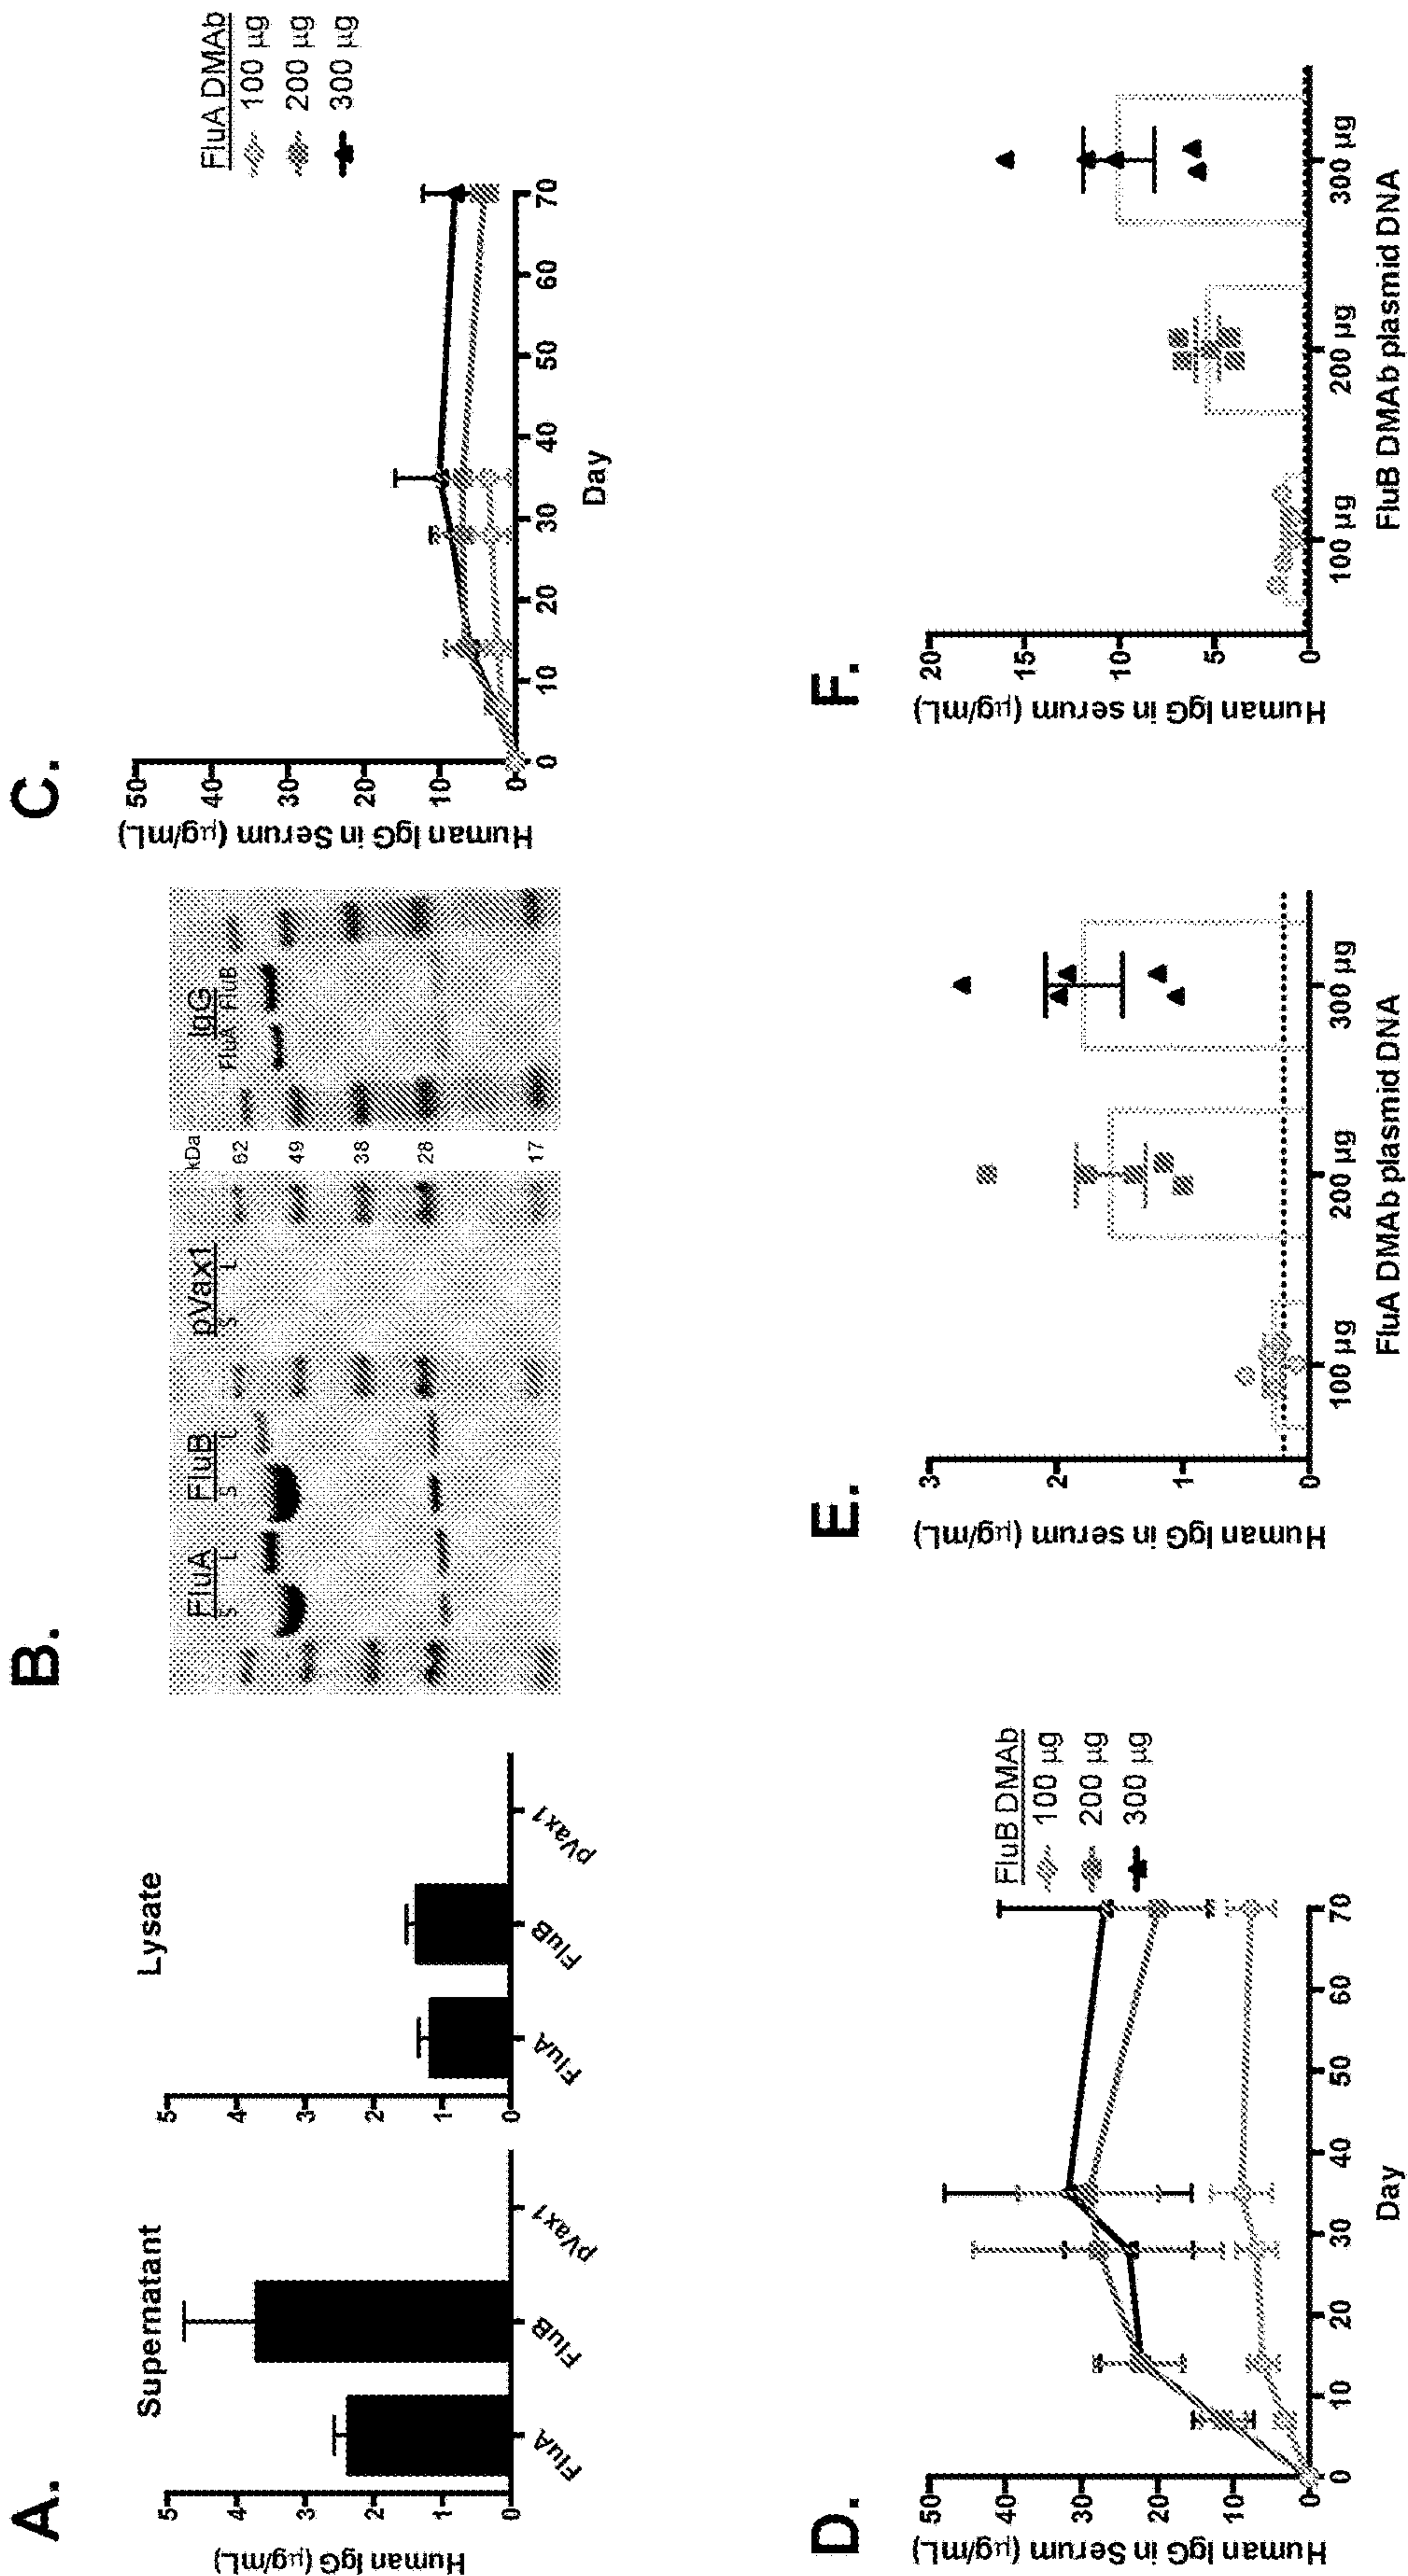 A.
Supernatant
Human IgG (µg/mL)
5
4
3
2
1
0
FluA
FluB
pVax1
Lysate
5
4
3
2
1
0
FluA
FluB
pVax1
B.
FluA
FluB
pVax1
IgG
S L
S L
S L
FluA FluB
kDa
62
49
38
28
17
C.
Human IgG in Serum (µg/mL)
50
40
30
20
10
0
0 10 20 30 40 50 60 70
Day
FluA DMAb
100 µg
200 µg
300 µg
D.
Human IgG in Serum (µg/mL)
50
40
30
20
10
0
0 10 20 30 40 50 60 70
Day
FluB DMAb
100 µg
200 µg
300 µg
E.
Human IgG in serum (µg/mL)
3
2
1
0
100 µg 200 µg 300 µg
FluA DMAb plasmid DNA
F.
Human IgG in serum (µg/mL)
20
15
10
5
0
100 µg 200 µg 300 µg
FluB DMAb plasmid DNA